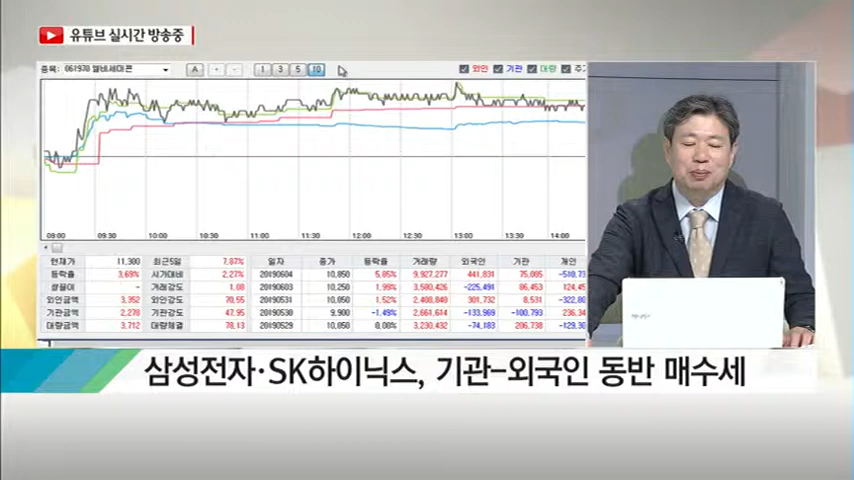 유튜브 실시간 방송중
종목: 061970 엘비세미콘 A + - 1 3 5 10 외인 기관 대량
09:00 09:30 10:00 10:30 11:00 11:30 12:00 12:30 13:00 13:30 14:00
현재가 11,300 최근5일 7.87% 일자 종가 등락률 거래량 외국인 기관 개인
등락률 3.69% 시가대비 2.27% 20190604 10,850 5.85% 9,927,277 441,831 75,085
쌍끌이 - 거래강도 1.08 20190603 10,250 1.99% 3,580,426 -225,491 86,453
외인금액 3,352 외인강도 70.55 20190531 10,050 1.52% 2,408,848 301,732 8,531
기관금액 2,278 기관강도 47.95 20190530 9,900 -1.49% 2,661,614 -133,969 -100,793
대량금액 3,712 대량체결 78.13 20190529 10,050 0.00% 3,230,432 -74,183 206,738
삼성전자·SK하이닉스, 기관-외국인 동반 매수세